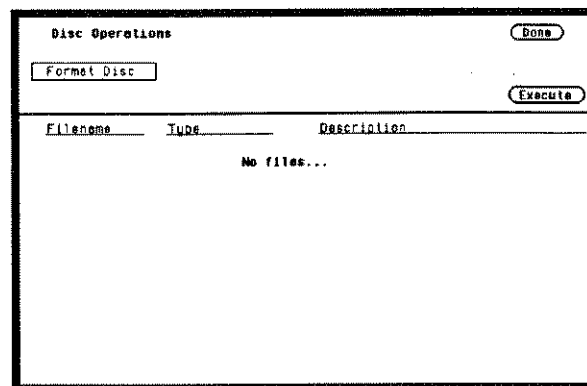 Disc Operations Done
Format Disc
Execute
Filename Type Description
No files...